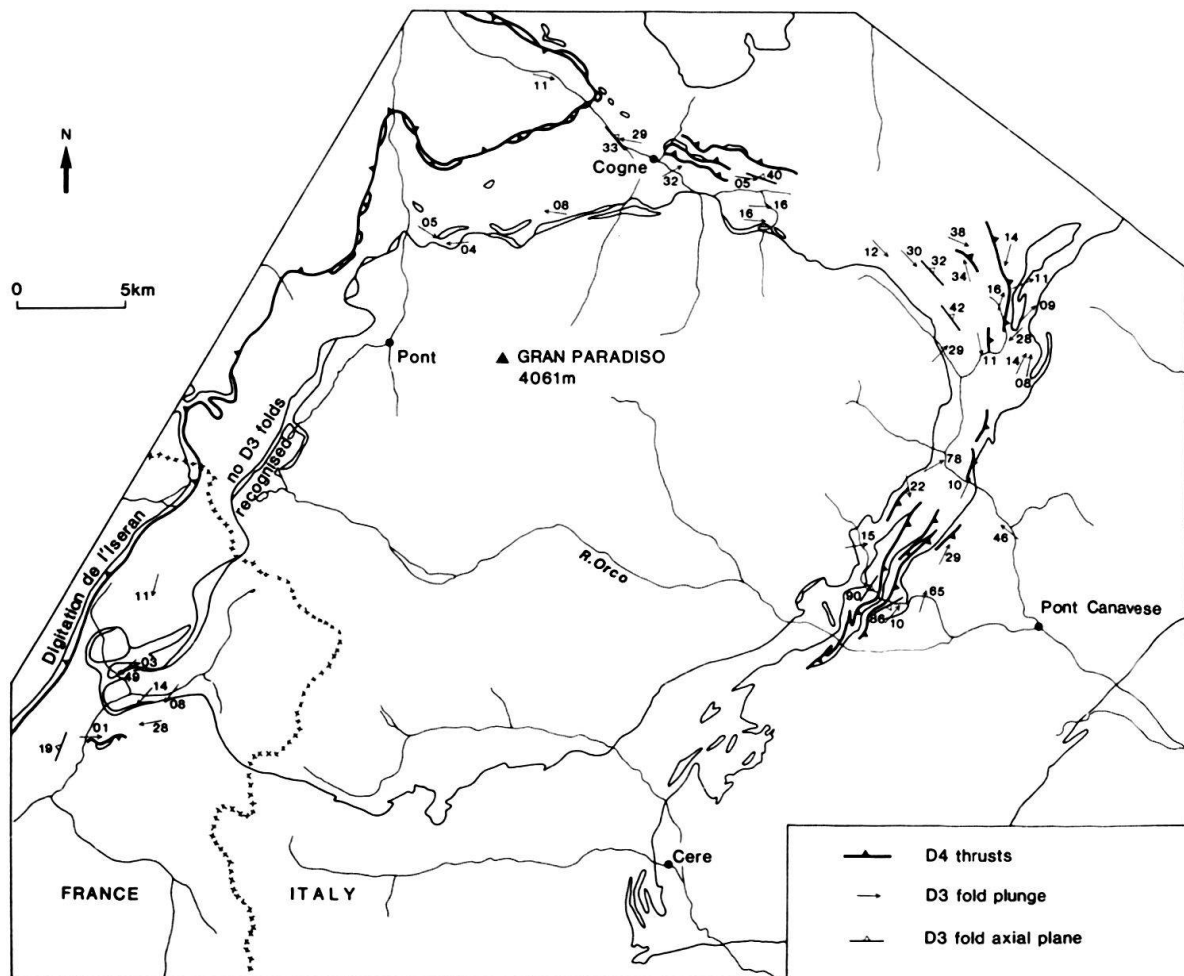 11
N
29
33
Cogne
32
05
40
16
16
08
05
04
0 5km
12
30
32
38
34
14
16
11
09
42
28
29
11
14
08
Pont
GRAN PARADISO
4061m
no D3 folds
recognised
78
10
22
15
46
29
R.Orco
90
65
86
10
Pont Canavese
Digitation de l'Iseran
11
03
49
14
08
01
28
19
Cere
FRANCE
ITALY
D4 thrusts
D3 fold plunge
D3 fold axial plane